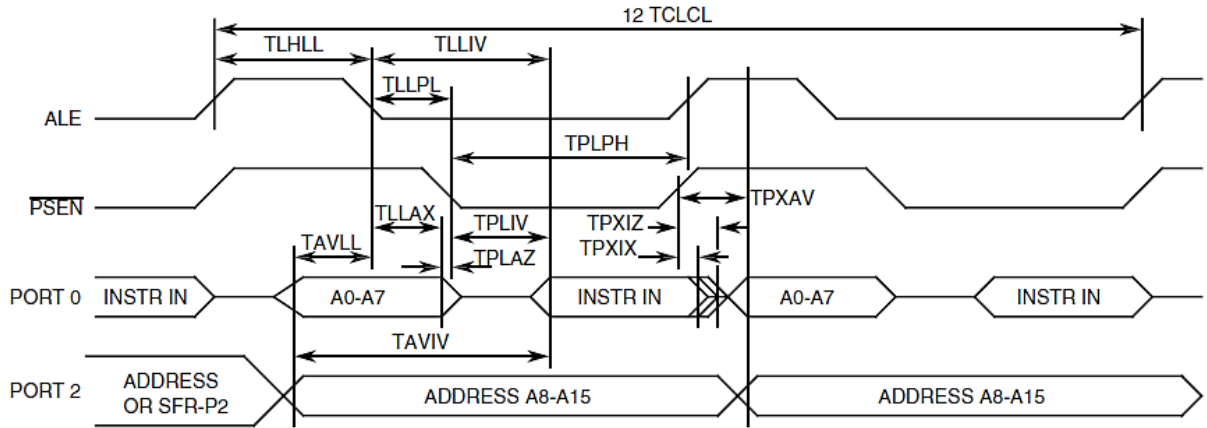 12 TCLCL
TLHLL TLLIV
TLLPL
ALE
TPLPH
PSEN
TPXAV
TLLAX TPLIV TPXIZ
TAVLL TPLAZ TPXIX
PORT 0 INSTR IN A0-A7 INSTR IN A0-A7 INSTR IN
TAVIV
PORT 2 ADDRESS OR SFR-P2 ADDRESS A8-A15 ADDRESS A8-A15